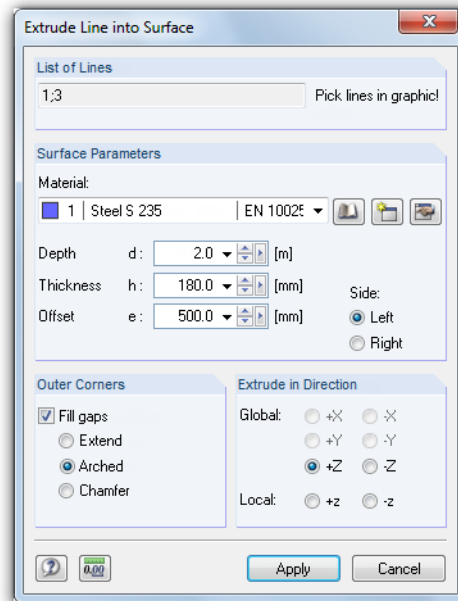 Extrude Line into Surface
List of Lines
1;3 Pick lines in graphic!
Surface Parameters
Material:
1 Steel S 235 EN 1002
Depth d : 2.0 [m]
Thickness h : 180.0 [mm]
Offset e : 500.0 [mm]
Side:
Left
Right
Outer Corners
Fill gaps
Extend
Arched
Chamfer
Extrude in Direction
Global: +X -X
+Y -Y
+Z -Z
Local: +z -z
0.00
Apply Cancel